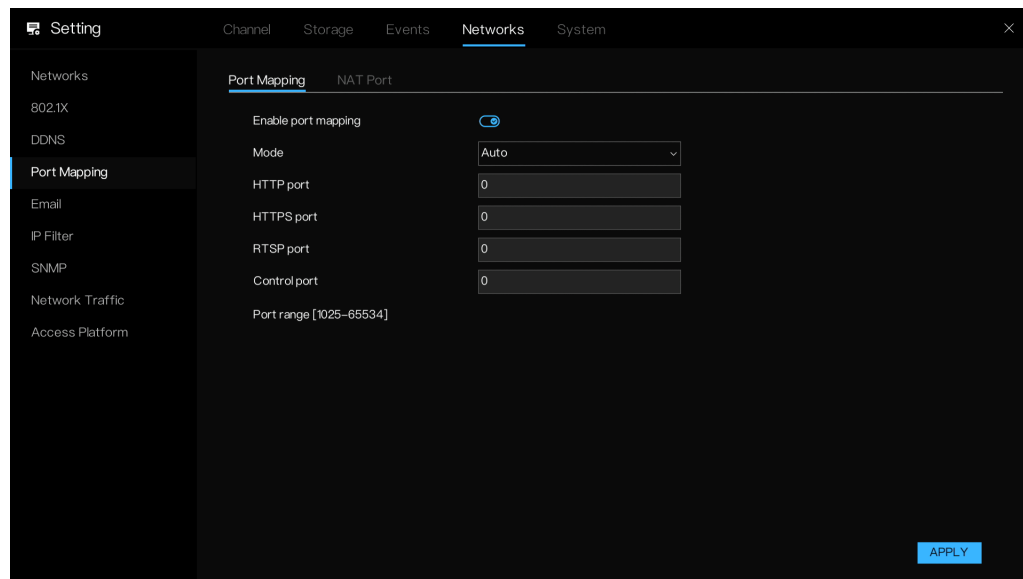 Setting
Channel Storage Events Networks System
Networks
802.1X
DDNS
Port Mapping
Email
IP Filter
SNMP
Network Traffic
Access Platform
Port Mapping NAT Port
Enable port mapping
Mode Auto
HTTP port 0
HTTPS port 0
RTSP port 0
Control port 0
Port range [1025–65534]
APPLY